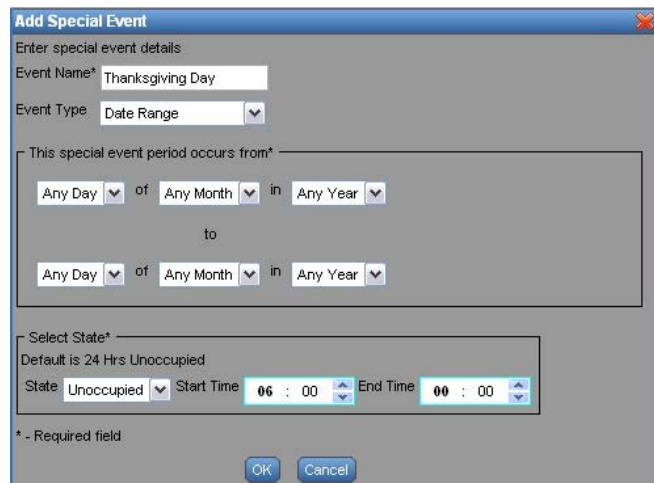 Add Special Event
Enter special event details
Event Name* Thanksgiving Day
Event Type Date Range
This special event period occurs from*
Any Day of Any Month in Any Year
to
Any Day of Any Month in Any Year
Select State*
Default is 24 Hrs Unoccupied
State Unoccupied Start Time 06 : 00 End Time 00 : 00
* - Required field
OK Cancel